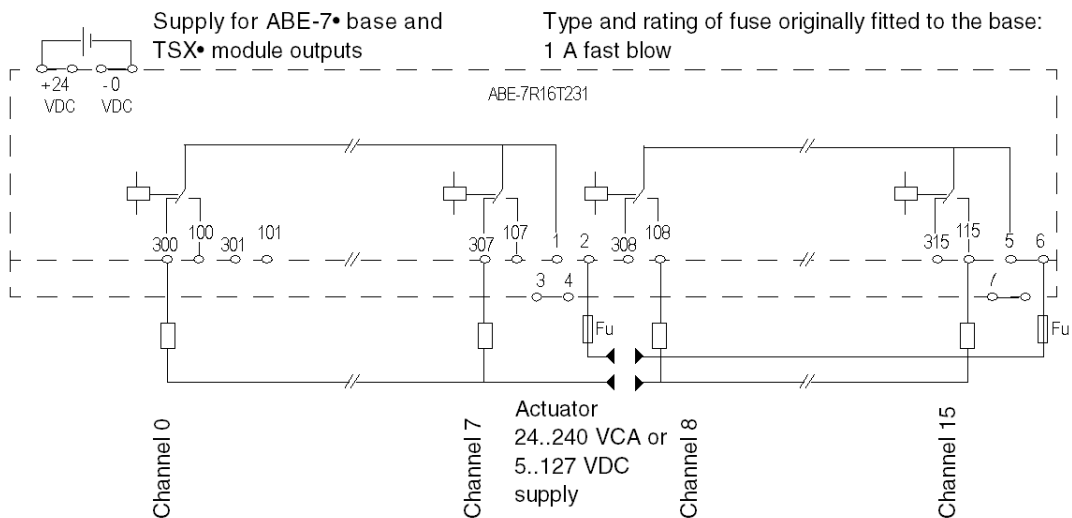 Supply for ABE-7• base and
TSX• module outputs
Type and rating of fuse originally fitted to the base:
1 A fast blow
+24
VDC
-0
VDC
ABE-7R16T231
300
100
301
101
307
107
1
2
308
108
315
115
5
6
3
4
7
Fu
Fu
Channel 0
Channel 7
Actuator
24..240 VCA or
5..127 VDC
supply
Channel 8
Channel 15